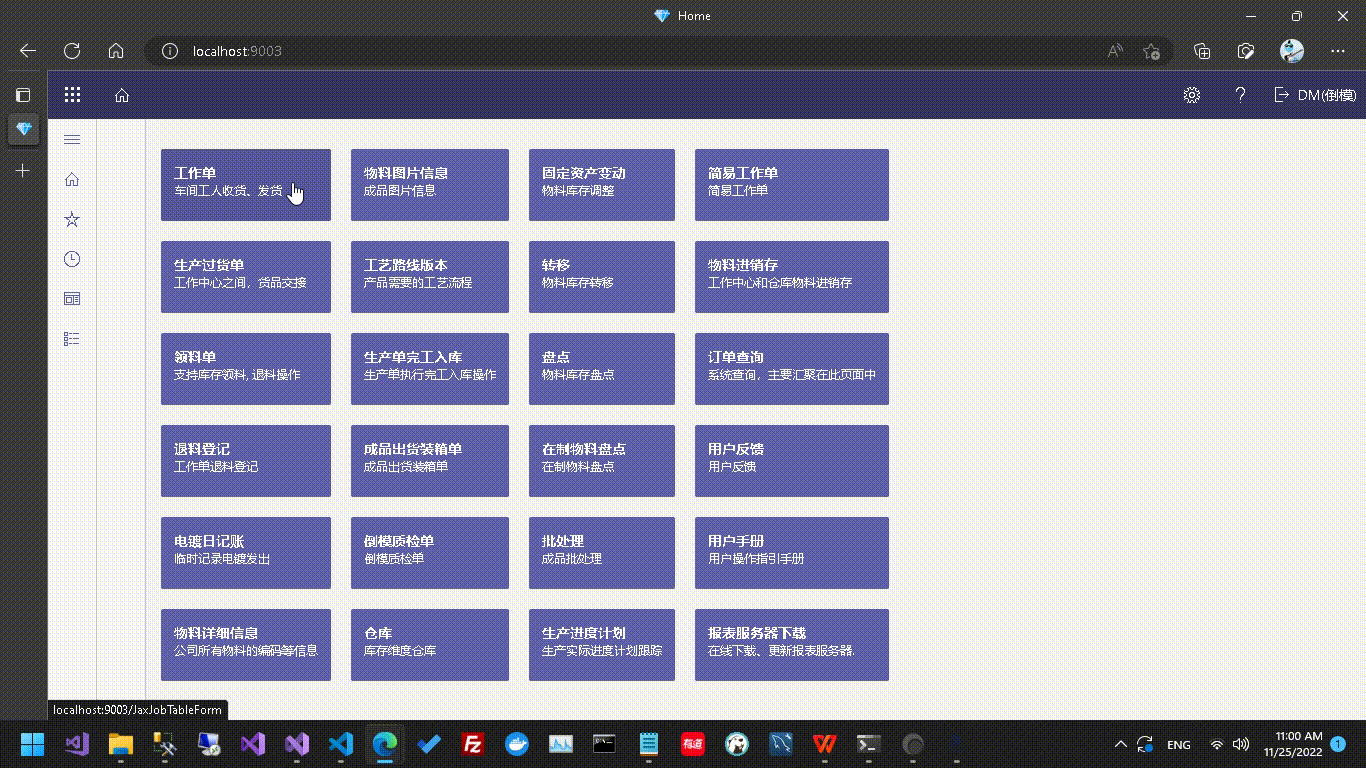 Home
localhost:9003
DM(倒模)
工作单
车间工人收货、发货
物料图片信息
成品图片信息
固定资产变动
物料库存调整
简易工作单
简易工作单
生产过货单
工作中心之间，货品交接
工艺路线版本
产品需要的工艺流程
转移
物料库存转移
物料进销存
工作中心和仓库物料进销存
领料单
支持库存领料, 退料操作
生产单完工入库
生产单执行完工入库操作
盘点
物料库存盘点
订单查询
系统查询，主要汇聚在此页面中
退料登记
工作单退料登记
成品出货装箱单
成品出货装箱单
在制物料盘点
在制物料盘点
用户反馈
用户反馈
电镀日记账
临时记录电镀发出
倒模质检单
倒模质检单
批处理
成品批处理
用户手册
用户操作指引手册
物料详细信息
公司所有物料的编码等信息
仓库
库存维度仓库
生产进度计划
生产实际进度计划跟踪
报表服务器下载
在线下载、更新报表服务器.
localhost:9003/JaxJobTableForm
有道
ENG
11:00 AM
11/25/2022
1